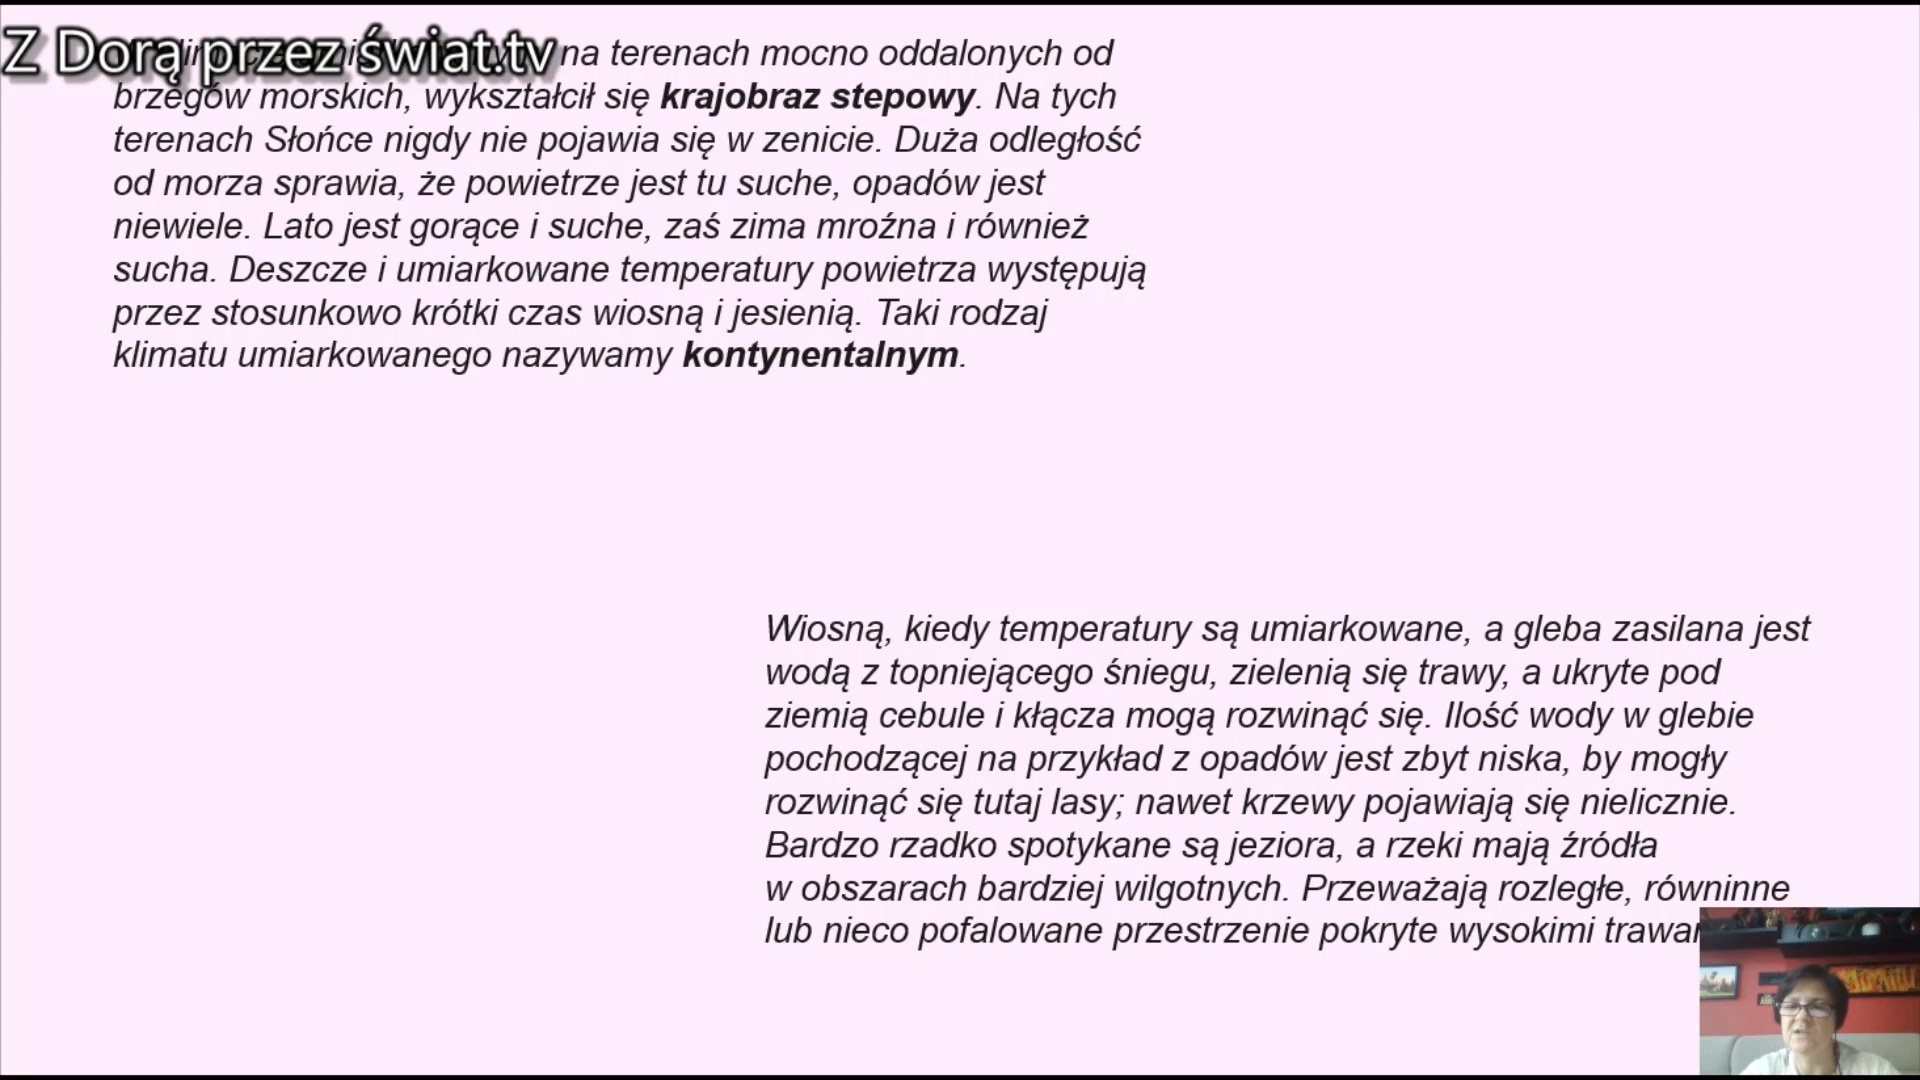 Z Dorą przez świat.tv
na terenach mocno oddalonych od
brzegów morskich, wykształcił się krajobraz stepowy. Na tych
terenach Słońce nigdy nie pojawia się w zenicie. Duża odległość
od morza sprawia, że powietrze jest tu suche, opadów jest
niewiele. Lato jest gorące i suche, zaś zima mroźna i również
sucha. Deszcze i umiarkowane temperatury powietrza występują
przez stosunkowo krótki czas wiosną i jesienią. Taki rodzaj
klimatu umiarkowanego nazywamy kontynentalnym.
Wiosną, kiedy temperatury są umiarkowane, a gleba zasilana jest
wodą z topniejącego śniegu, zielenią się trawy, a ukryte pod
ziemią cebule i kłącza mogą rozwinąć się. Ilość wody w glebie
pochodzącej na przykład z opadów jest zbyt niska, by mogły
rozwinąć się tutaj lasy; nawet krzewy pojawiają się nielicznie.
Bardzo rzadko spotykane są jeziora, a rzeki mają źródła
w obszarach bardziej wilgotnych. Przeważają rozległe, równinne
lub nieco pofalowane przestrzenie pokryte wysokimi